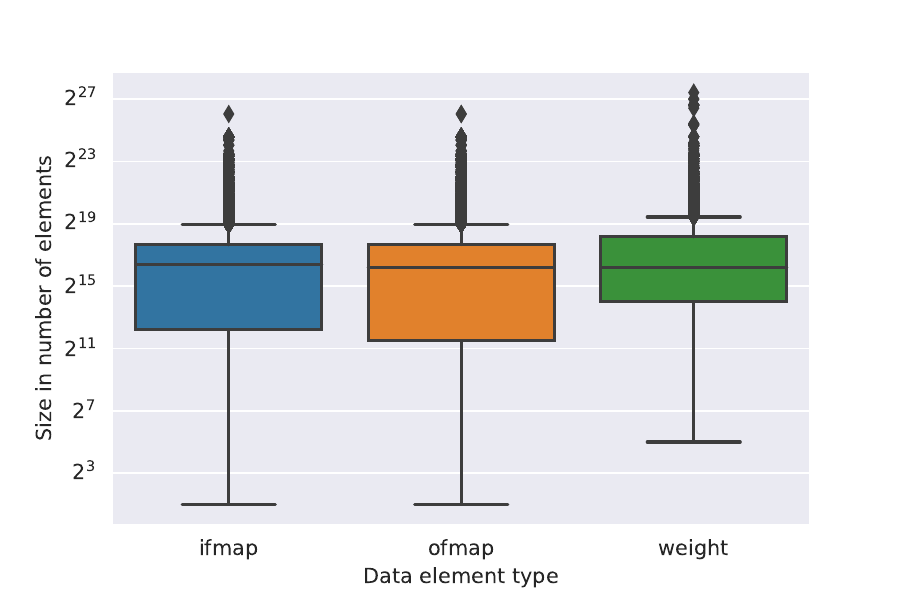 Size in number of elements
2^27
2^23
2^19
2^15
2^11
2^7
2^3
ifmap ofmap weight
Data element type